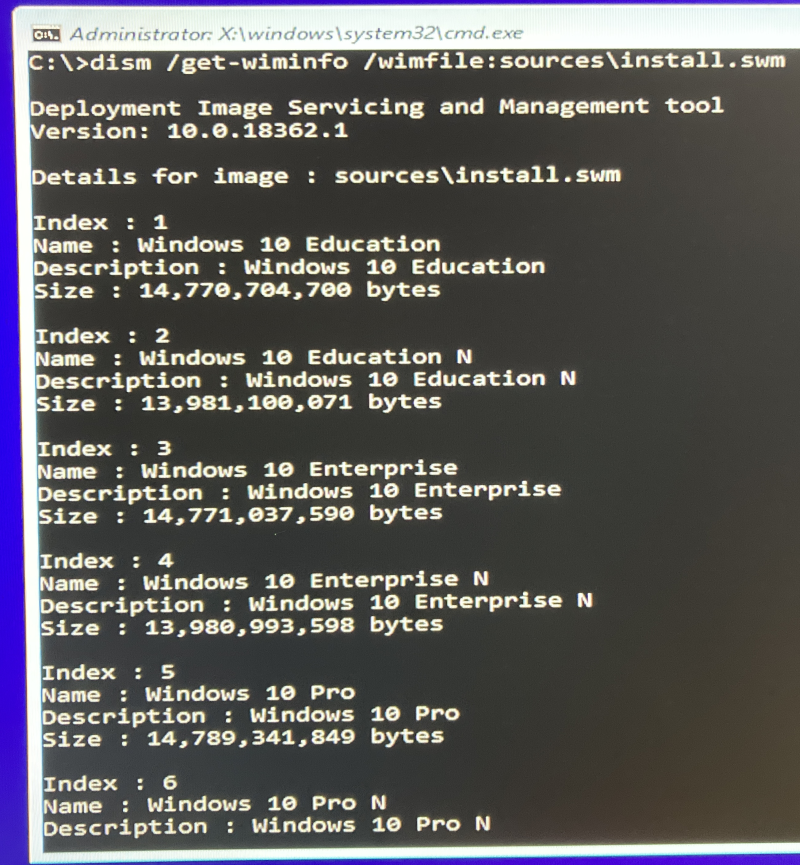 Administrator: X:\windows\system32\cmd.exe
C:\>dism /get-wiminfo /wimfile:sources\install.swm
Deployment Image Servicing and Management tool
Version: 10.0.18362.1
Details for image : sources\install.swm
Index : 1
Name : Windows 10 Education
Description : Windows 10 Education
Size : 14,770,704,700 bytes
Index : 2
Name : Windows 10 Education N
Description : Windows 10 Education N
Size : 13,981,100,071 bytes
Index : 3
Name : Windows 10 Enterprise
Description : Windows 10 Enterprise
Size : 14,771,037,590 bytes
Index : 4
Name : Windows 10 Enterprise N
Description : Windows 10 Enterprise N
Size : 13,980,993,598 bytes
Index : 5
Name : Windows 10 Pro
Description : Windows 10 Pro
Size : 14,789,341,849 bytes
Index : 6
Name : Windows 10 Pro N
Description : Windows 10 Pro N